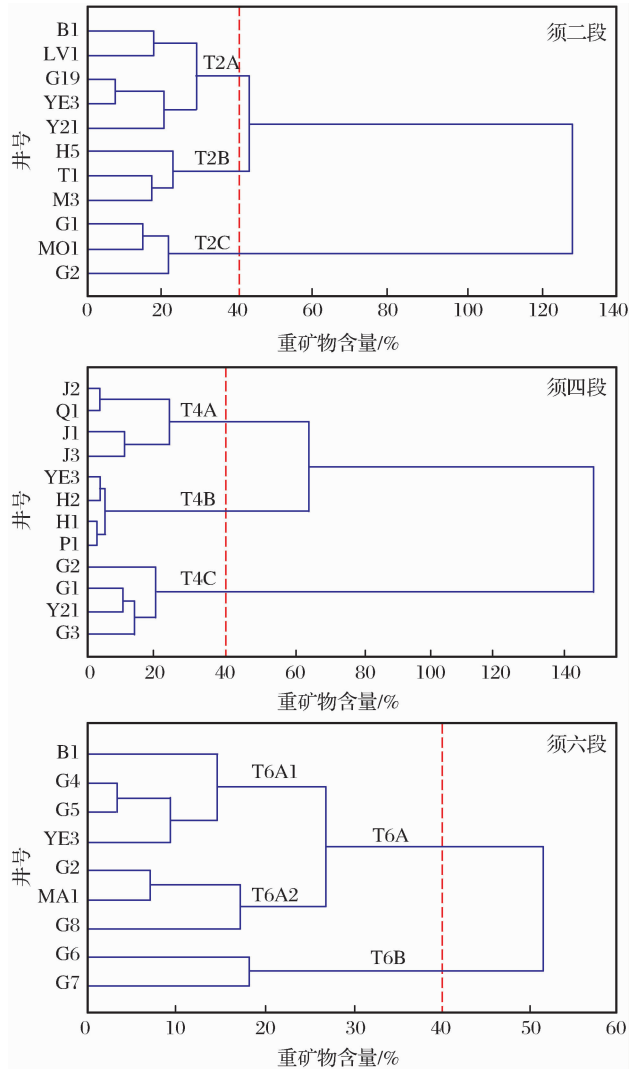 须二段
B1
LV1
T2A
G19
YE3
Y21
井号
H5
T2B
T1
M3
G1
MO1
T2C
G2
0 20 40 60 80 100 120 140
重矿物含量/%
须四段
J2
Q1
T4A
J1
J3
YE3
井号
H2
T4B
H1
P1
G2
T4C
G1
Y21
G3
0 20 40 60 80 100 120 140
重矿物含量/%
须六段
B1
T6A1
G4
G5
YE3
T6A
井号
G2
MA1
T6A2
G8
G6
T6B
G7
0 10 20 30 40 50 60
重矿物含量/%